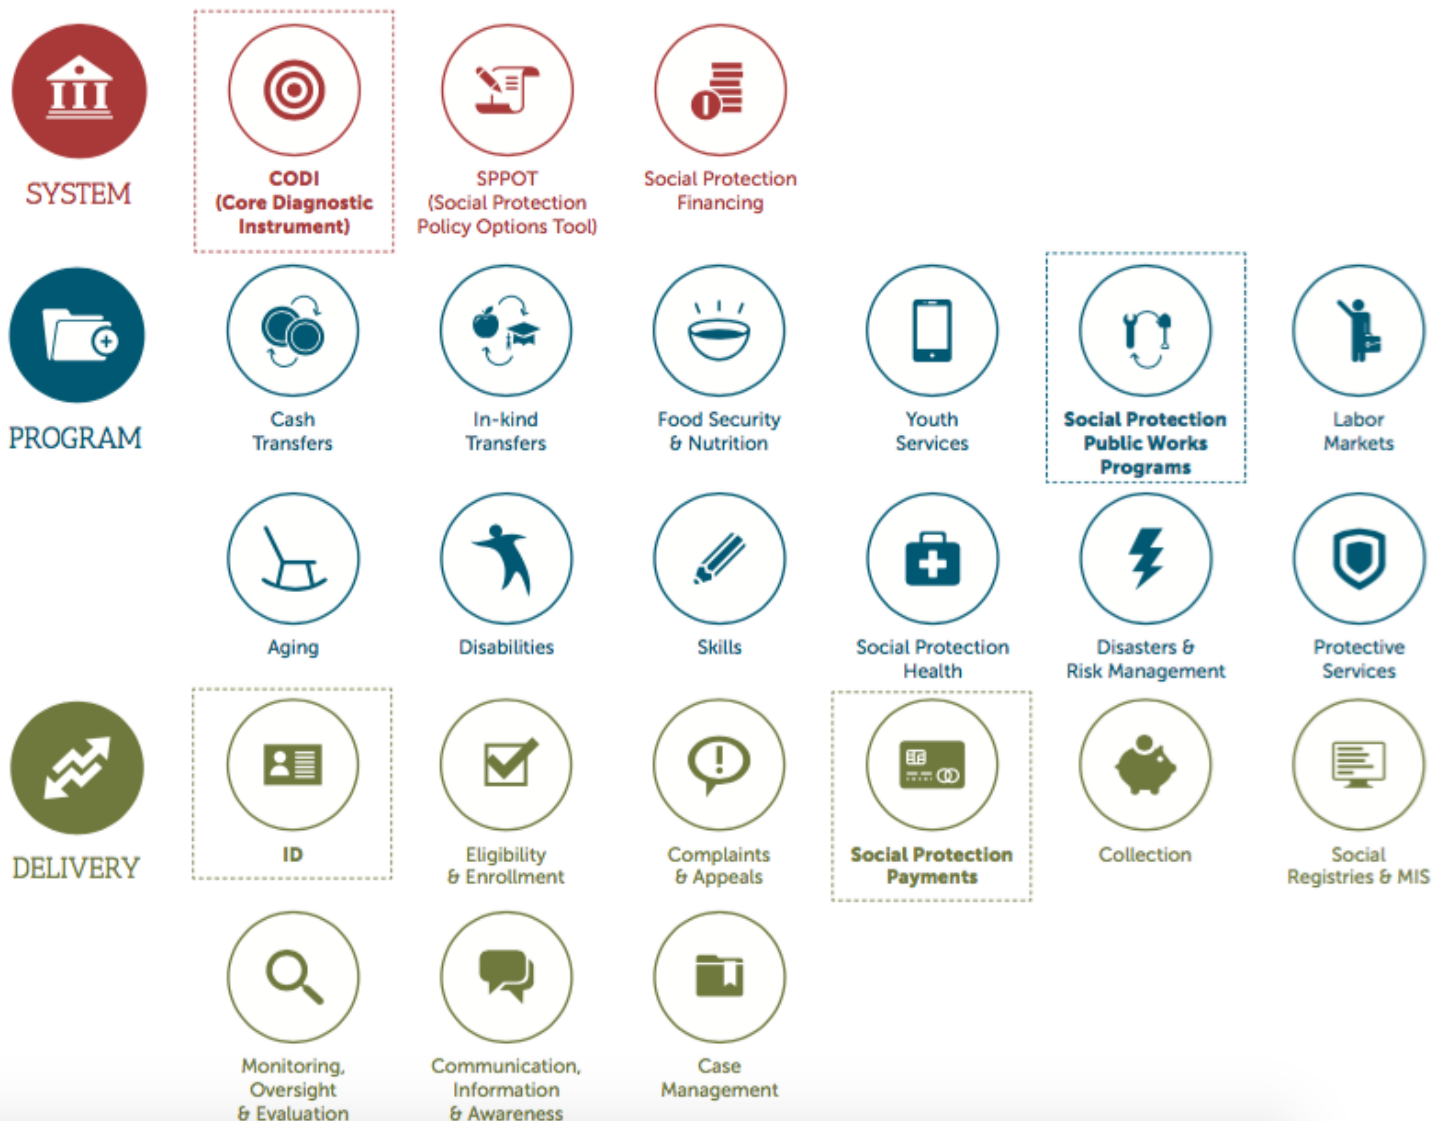 SYSTEM
CODI
(Core Diagnostic
Instrument)
SPPOT
(Social Protection
Policy Options Tool)
Social Protection
Financing
PROGRAM
Cash
Transfers
In-kind
Transfers
Food Security
& Nutrition
Youth
Services
Social Protection
Public Works
Programs
Labor
Markets
Aging
Disabilities
Skills
Social Protection
Health
Disasters &
Risk Management
Protective
Services
DELIVERY
ID
Eligibility
& Enrollment
Complaints
& Appeals
Social Protection
Payments
Collection
Social
Registries & MIS
Monitoring,
Oversight
& Evaluation
Communication,
Information
& Awareness
Case
Management